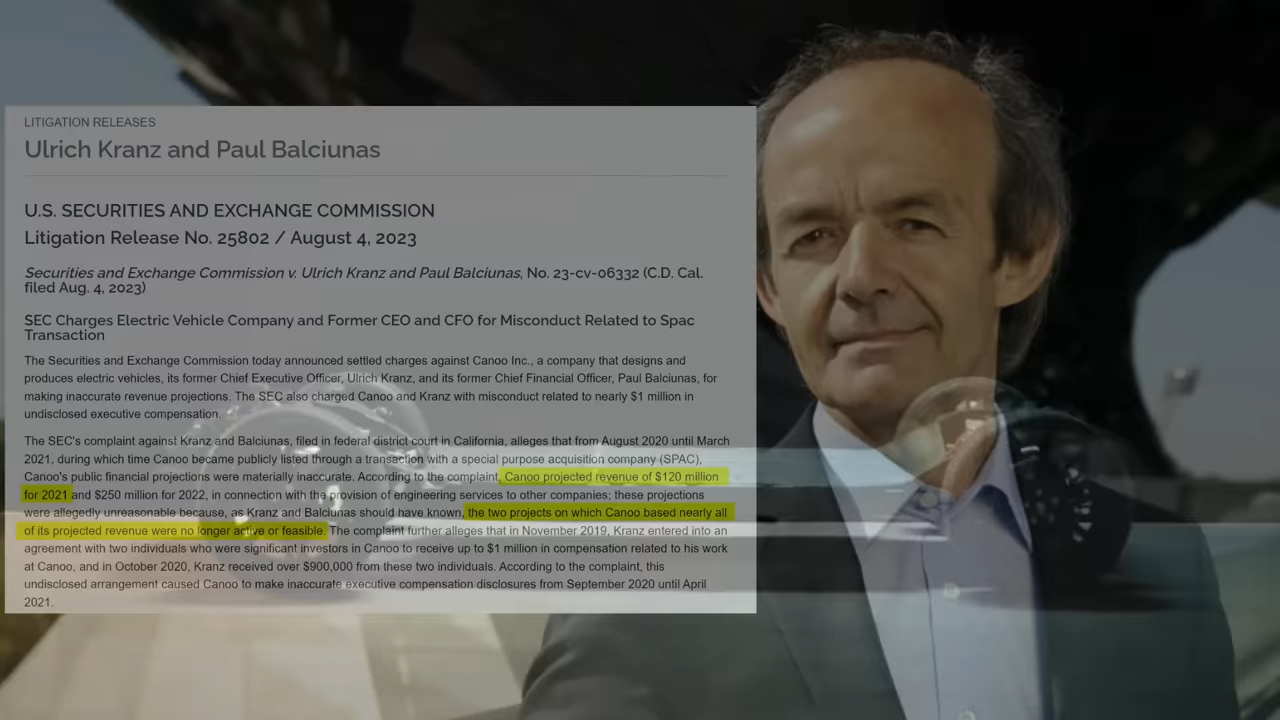 LITIGATION RELEASES
Ulrich Kranz and Paul Balciunas
U.S. SECURITIES AND EXCHANGE COMMISSION
Litigation Release No. 25802 / August 4, 2023
Securities and Exchange Commission v. Ulrich Kranz and Paul Balciunas, No. 23-cv-06332 (C.D. Cal.
filed Aug. 4, 2023)
SEC Charges Electric Vehicle Company and Former CEO and CFO for Misconduct Related to Spac
Transaction
The Securities and Exchange Commission today announced settled charges against Canoo Inc., a company that designs and
produces electric vehicles, its former Chief Executive Officer, Ulrich Kranz, and its former Chief Financial Officer, Paul Balciunas, for
making inaccurate revenue projections. The SEC also charged Canoo and Kranz with misconduct related to nearly $1 million in
undisclosed executive compensation.
The SEC's complaint against Kranz and Balciunas, filed in federal district court in California, alleges that from August 2020 until March
2021, during which time Canoo became publicly listed through a transaction with a special purpose acquisition company (SPAC),
Canoo's public financial projections were materially inaccurate. According to the complaint, Canoo projected revenue of $120 million
for 2021 and $250 million for 2022, in connection with the provision of engineering services to other companies; these projections
were allegedly unreasonable because, as Kranz and Balciunas should have known, the two projects on which Canoo based nearly all
of its projected revenue were no longer active or feasible. The complaint further alleges that in November 2019, Kranz entered into an
agreement with two individuals who were significant investors in Canoo to receive up to $1 million in compensation related to his work
at Canoo, and in October 2020, Kranz received over $900,000 from these two individuals. According to the complaint, this
undisclosed arrangement caused Canoo to make inaccurate executive compensation disclosures from September 2020 until April
2021.